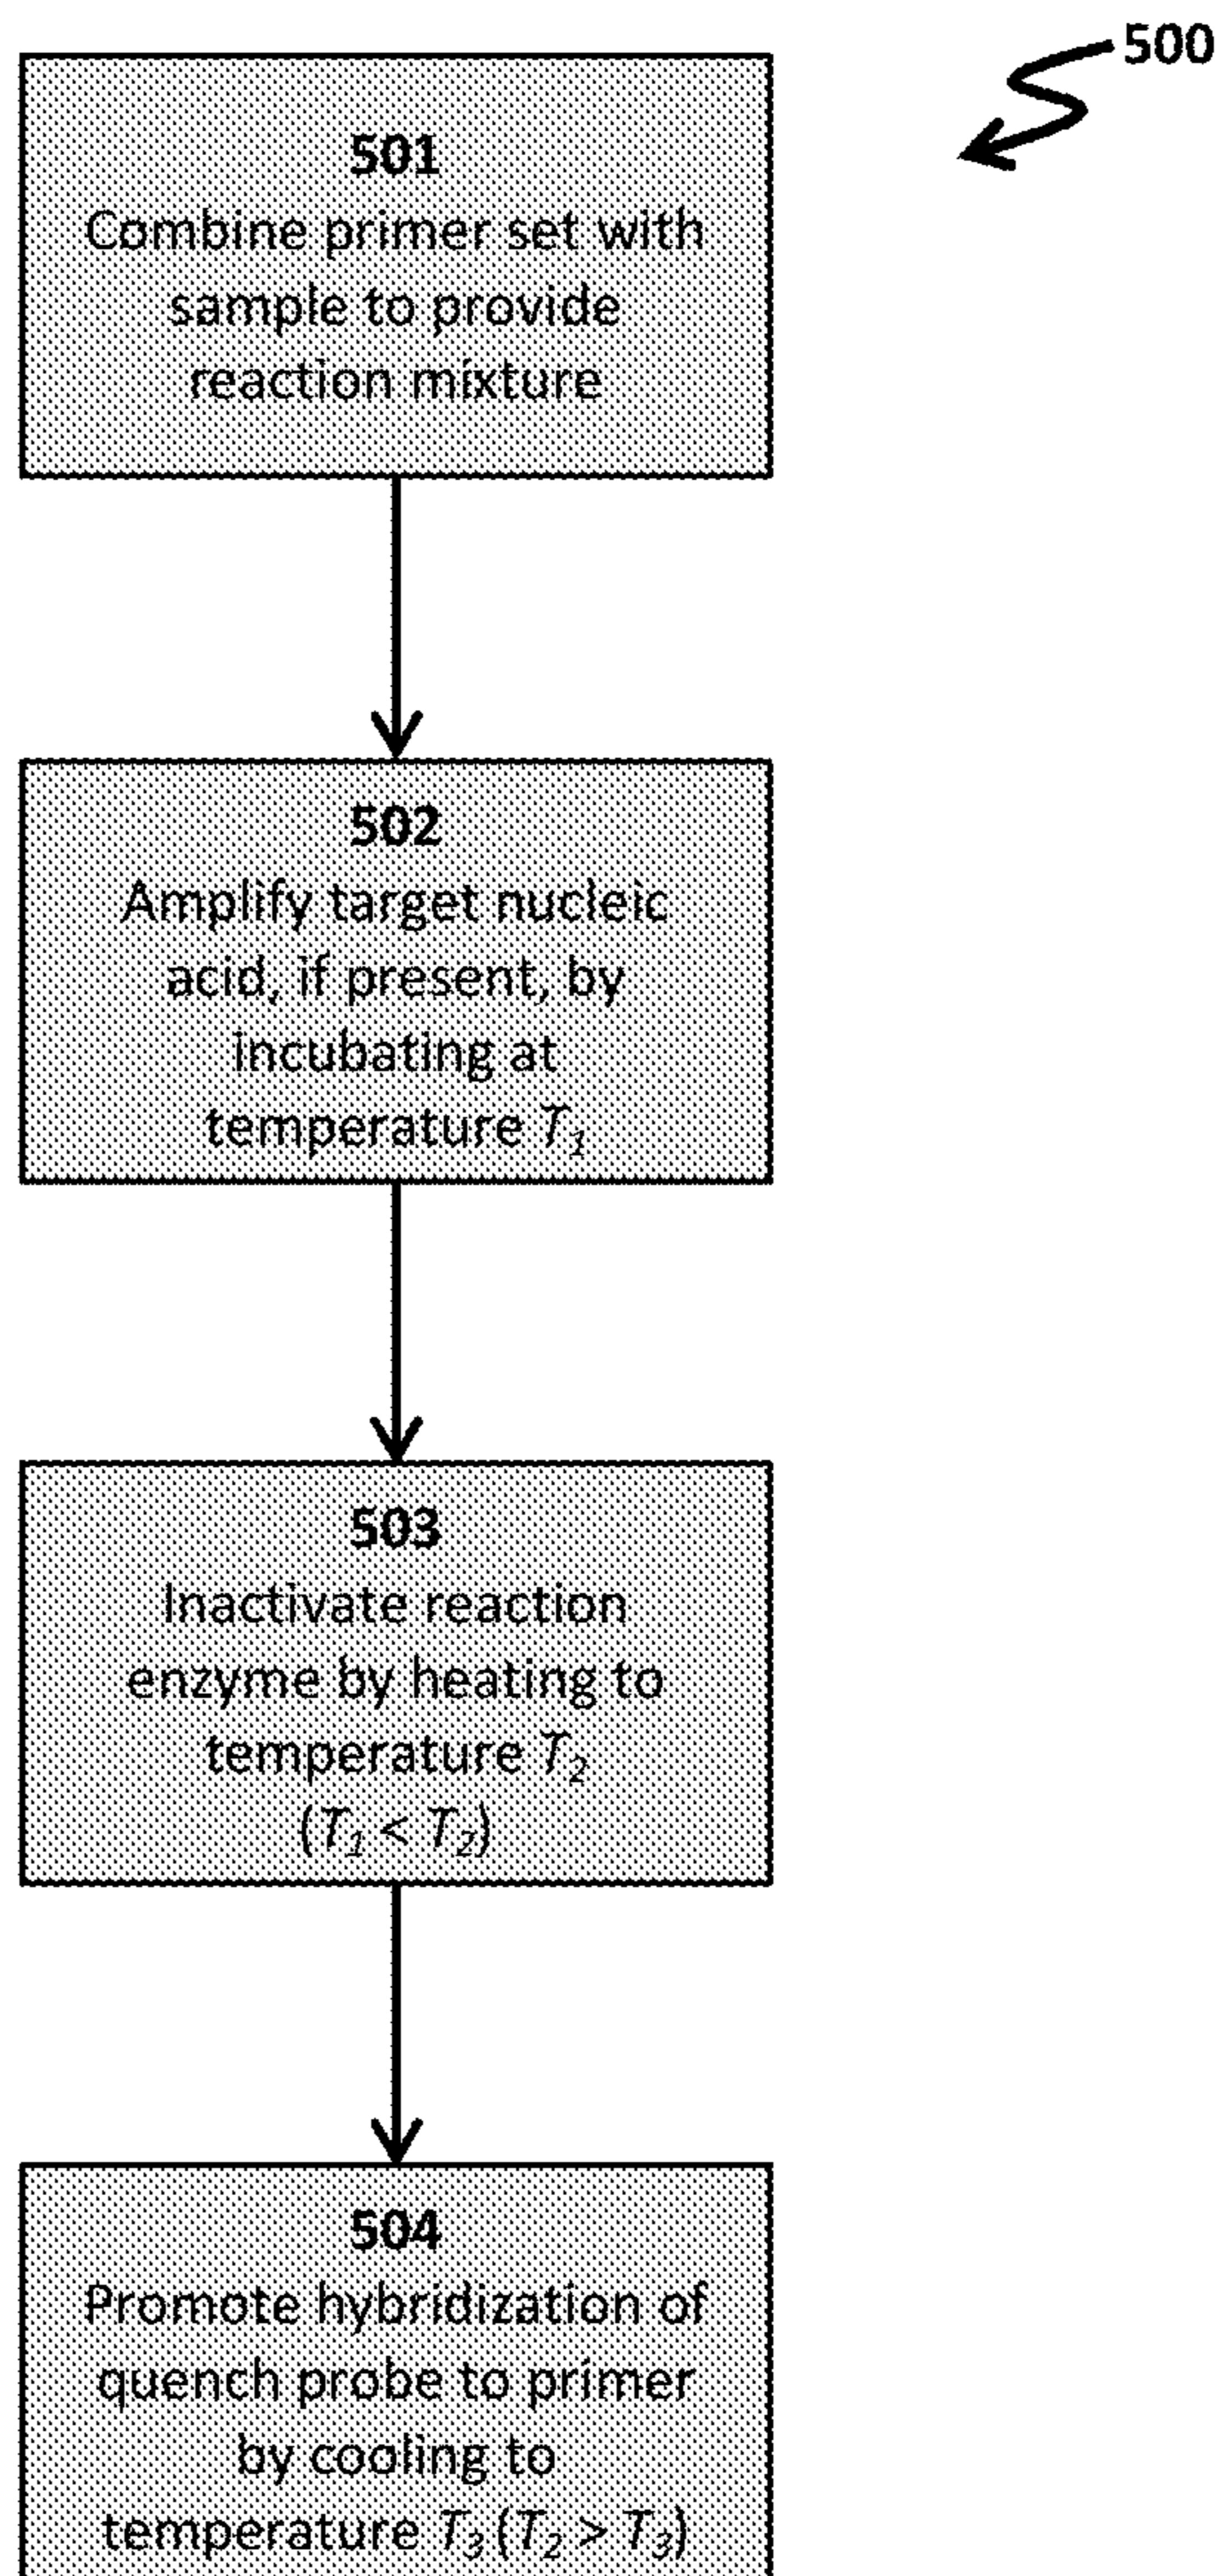 500
501
Combine primer set with
sample to provide
reaction mixture
502
Amplify target nucleic
acid, if present, by
incubating at
temperature T₁
503
Inactivate reaction
enzyme by heating to
temperature T₂
(T₁ < T₂)
504
Promote hybridization of
quench probe to primer
by cooling to
temperature T₃ (T₂ > T₃)